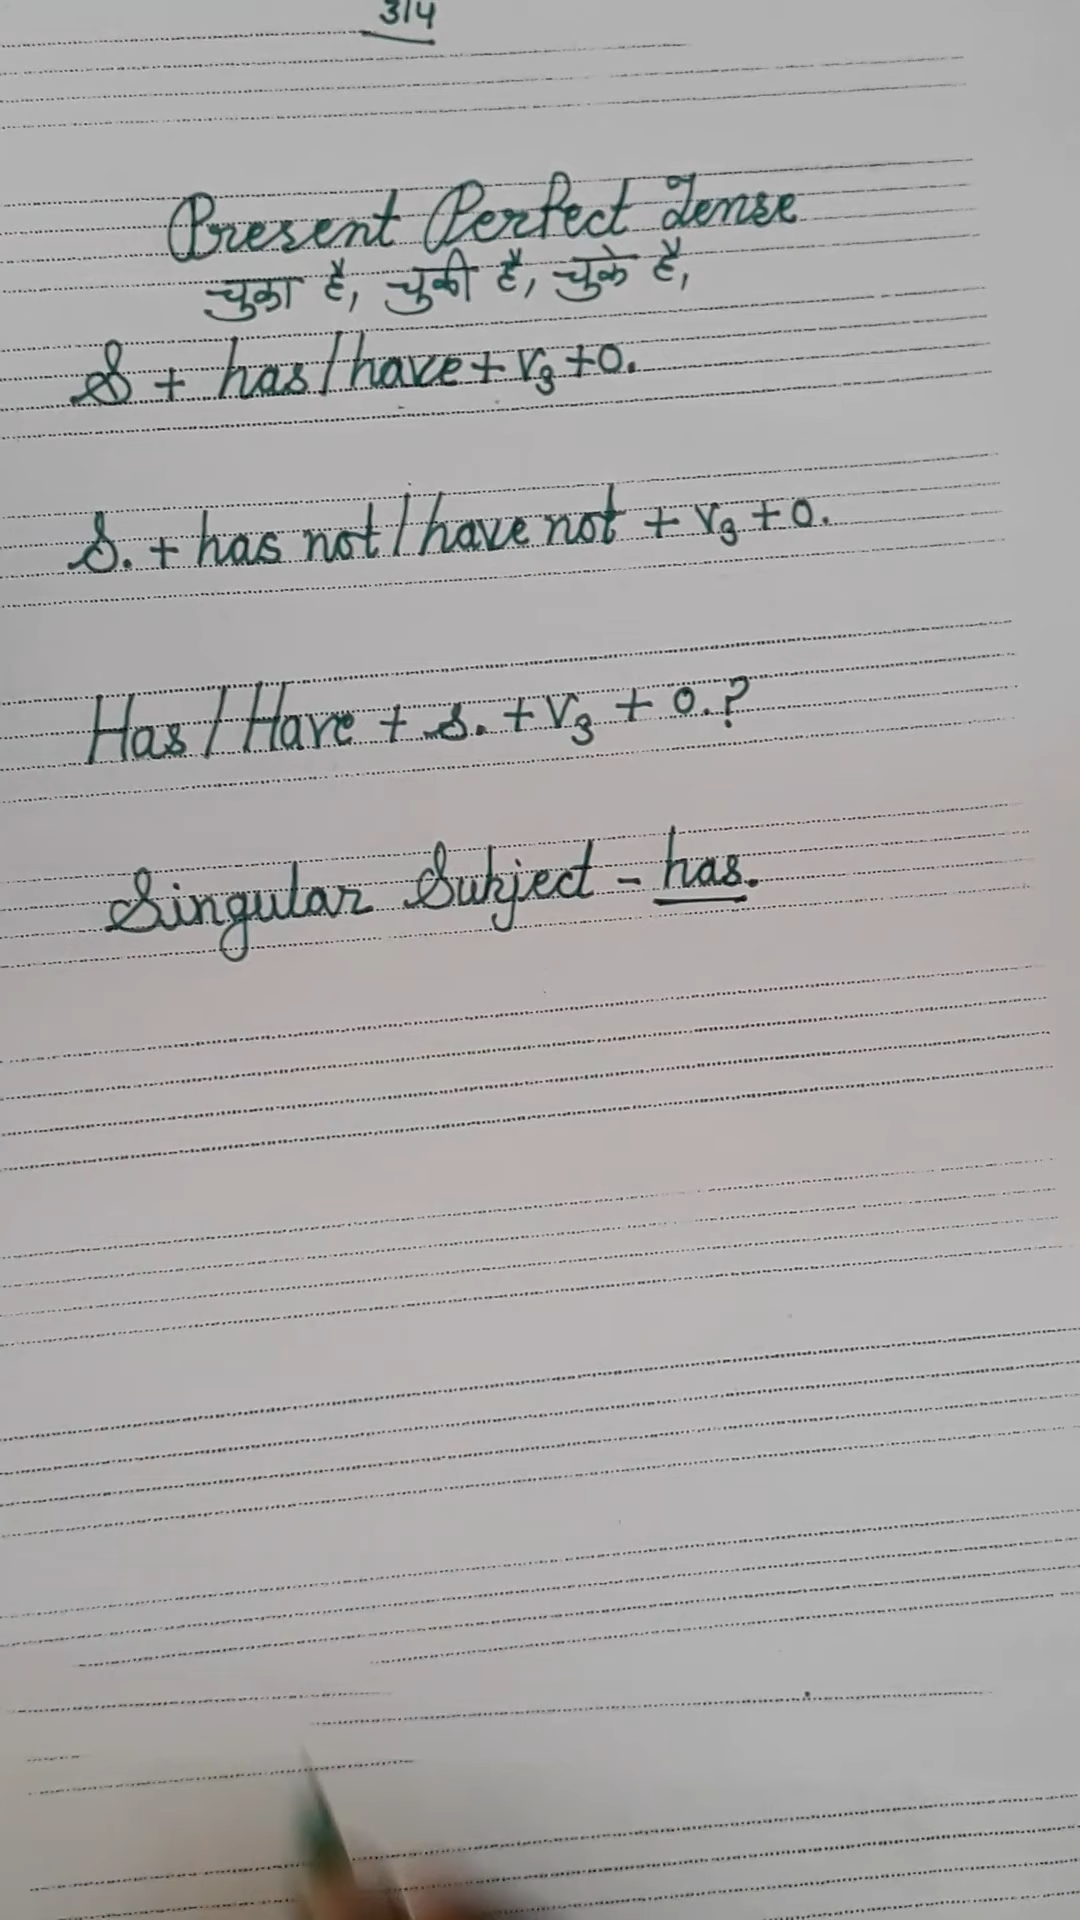 314
Present Perfect Tense
चुका है, चुकी है, चुके है,
S + has/have + V3 + O.
S. + has not/have not + V3 + O.
Has/Have + S. + V3 + O.?
Singular Subject - has.